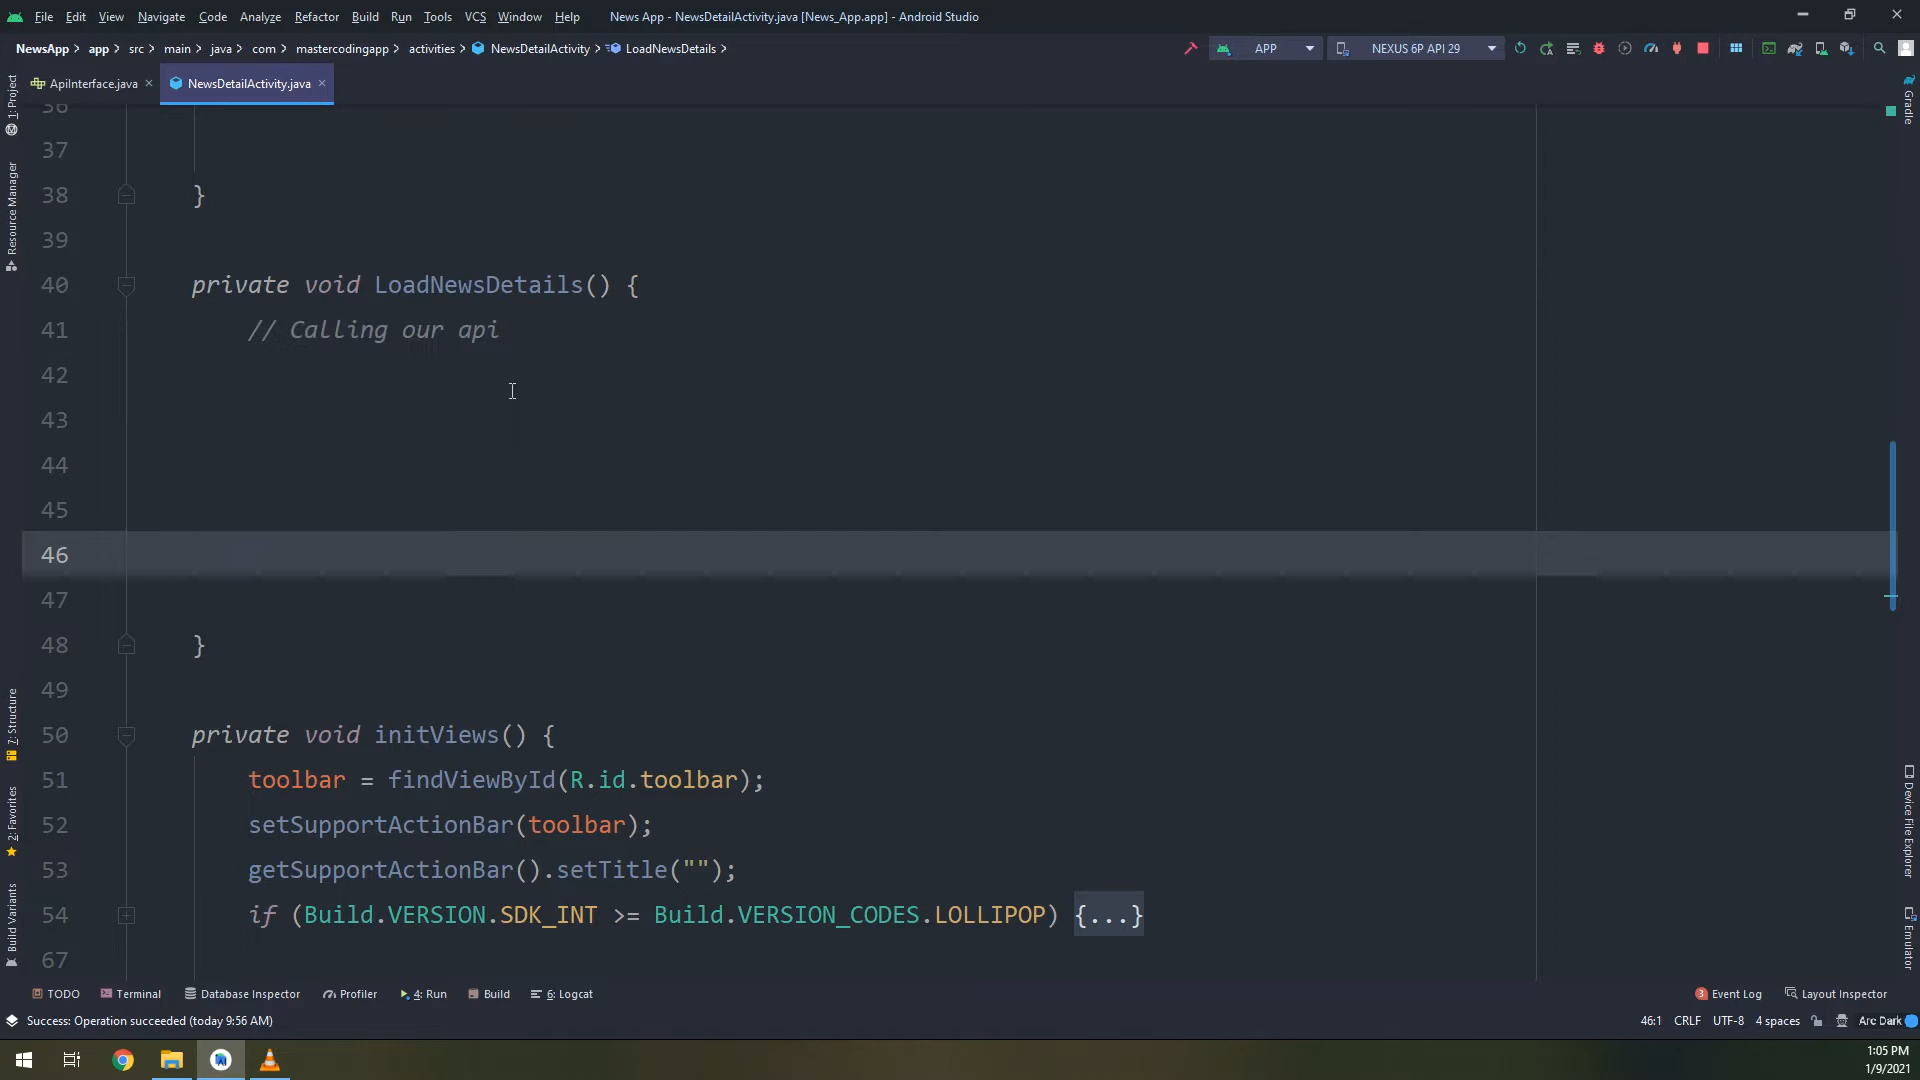 File Edit View Navigate Code Analyze Refactor Build Run Tools VCS Window Help News App - NewsDetailActivity.java [News_App.app] - Android Studio
NewsApp app src main java com mastercodingapp activities NewsDetailActivity LoadNewsDetails APP NEXUS 6P API 29
ApiInterface.java NewsDetailActivity.java
1: Project
Resource Manager
7: Structure
2: Favorites
Build Variants
Gradle
Device File Explorer
Emulator
36
37
38 }
39
40 private void LoadNewsDetails() {
41 // Calling our api
42
43
44
45
46
47
48 }
49
50 private void initViews() {
51 toolbar = findViewById(R.id.toolbar);
52 setSupportActionBar(toolbar);
53 getSupportActionBar().setTitle("");
54 if (Build.VERSION.SDK_INT >= Build.VERSION_CODES.LOLLIPOP) {...}
67
TODO Terminal Database Inspector Profiler 4: Run Build 6: Logcat 3 Event Log Layout Inspector
Success: Operation succeeded (today 9:56 AM) 46:1 CRLF UTF-8 4 spaces Arc Dark
1:05 PM
1/9/2021